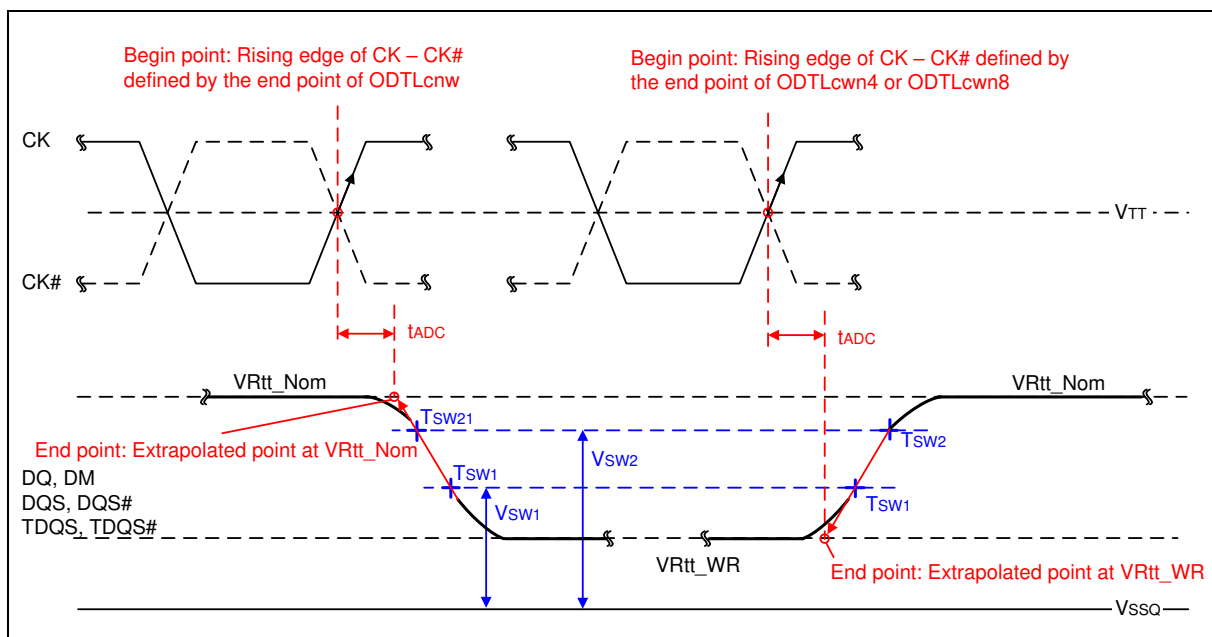 Begin point: Rising edge of CK – CK#
defined by the end point of ODTLcnw
Begin point: Rising edge of CK – CK# defined by
the end point of ODTLcwn4 or ODTLcwn8
CK
VTT
CK#
tADC
tADC
VRtt_Nom
VRtt_Nom
TSW21
TSW2
End point: Extrapolated point at VRtt_Nom
VSW2
DQ, DM
DQS, DQS#
TDQS, TDQS#
TSW1
TSW1
VSW1
VRtt_WR
End point: Extrapolated point at VRtt_WR
VSSQ